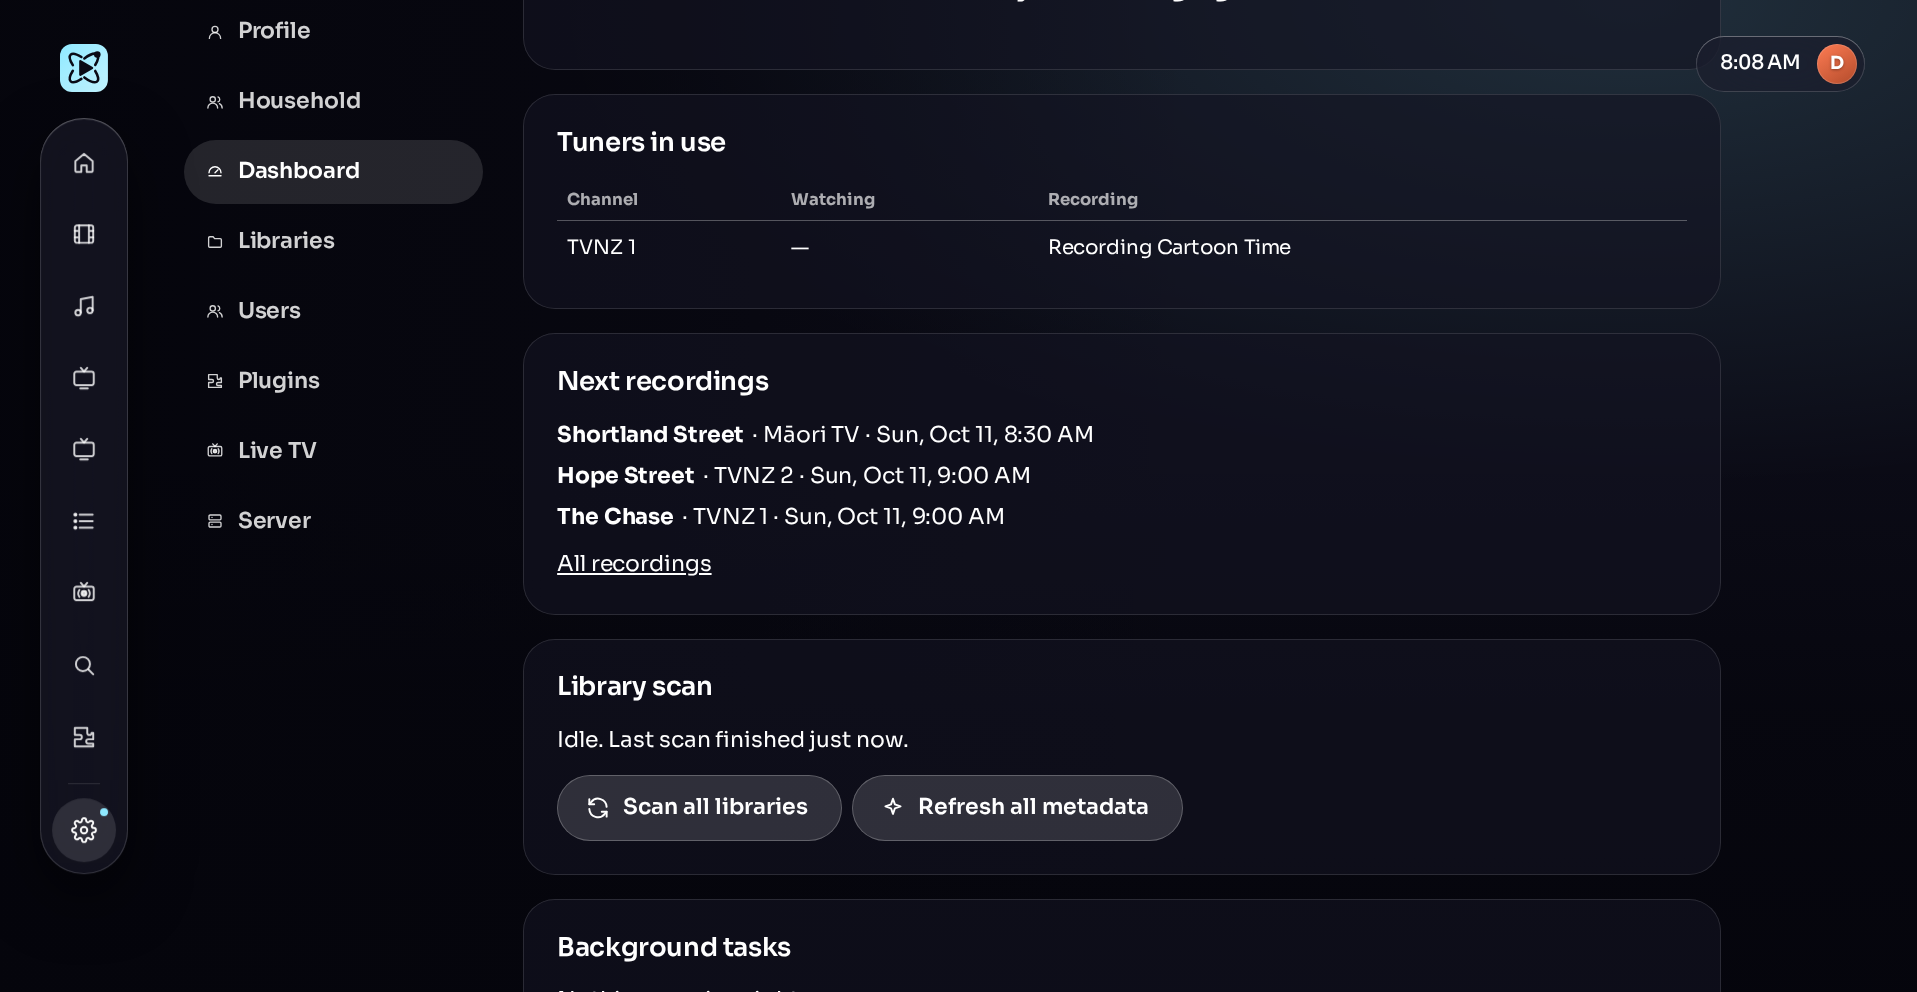 Profile
Household
Dashboard
Libraries
Users
Plugins
Live TV
Server
8:08 AM
D
Tuners in use
Channel Watching Recording
TVNZ 1 — Recording Cartoon Time
Next recordings
Shortland Street · Māori TV · Sun, Oct 11, 8:30 AM
Hope Street · TVNZ 2 · Sun, Oct 11, 9:00 AM
The Chase · TVNZ 1 · Sun, Oct 11, 9:00 AM
All recordings
Library scan
Idle. Last scan finished just now.
Scan all libraries
Refresh all metadata
Background tasks